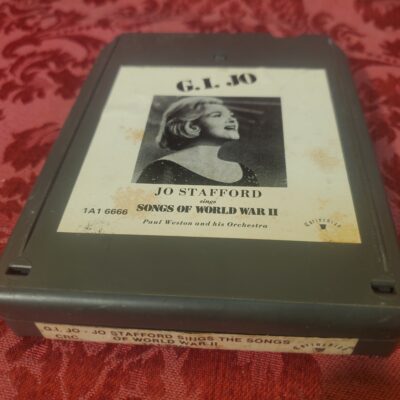 G.I. JO
JO STAFFORD
sings
1A1 6666
SONGS OF WORLD WAR II
Paul Weston and his Orchestra
Corinthian
G.I. JO - JO STAFFORD SINGS THE SONGS
CRC OF WORLD WAR II